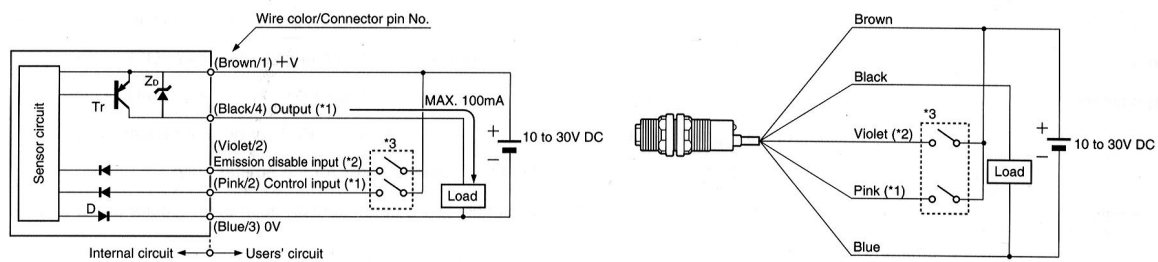 Wire color/Connector pin No.
Sensor circuit
Tr
ZD
D
(Brown/1) +V
(Black/4) Output (*1)
MAX. 100mA
(Violet/2)
Emission disable input (*2)
(Pink/2) Control input (*1)
(Blue/3) 0V
*3
Load
+
−
10 to 30V DC
Internal circuit
Users' circuit
Brown
Black
Violet (*2)
Pink (*1)
Blue
*3
Load
+
−
10 to 30V DC